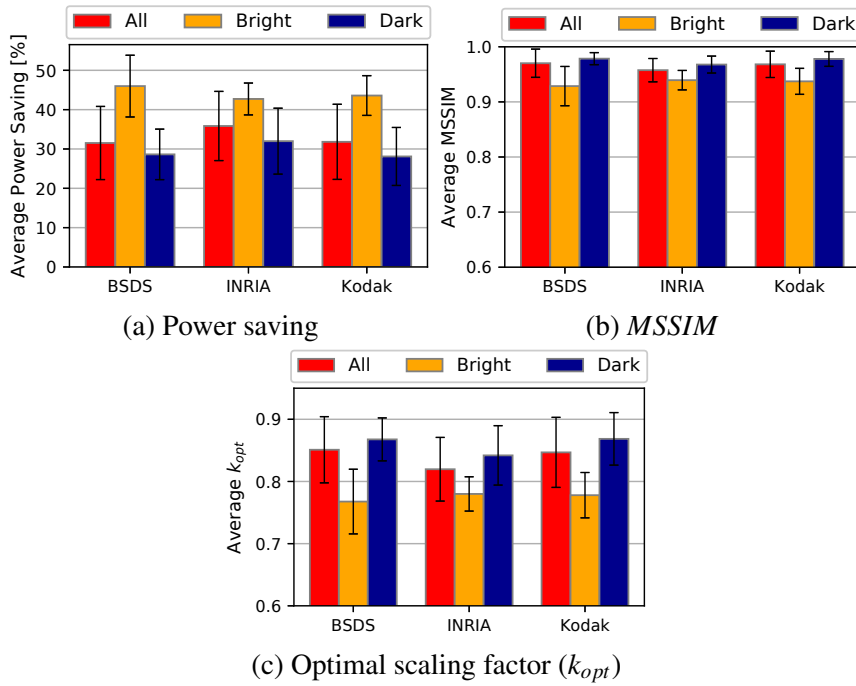 All Bright Dark
Average Power Saving [%]
50
40
30
20
10
0
BSDS INRIA Kodak
(a) Power saving
All Bright Dark
Average MSSIM
1.0
0.9
0.8
0.7
0.6
BSDS INRIA Kodak
(b) MSSIM
All Bright Dark
Average k_opt
0.9
0.8
0.7
0.6
BSDS INRIA Kodak
(c) Optimal scaling factor (k_opt)